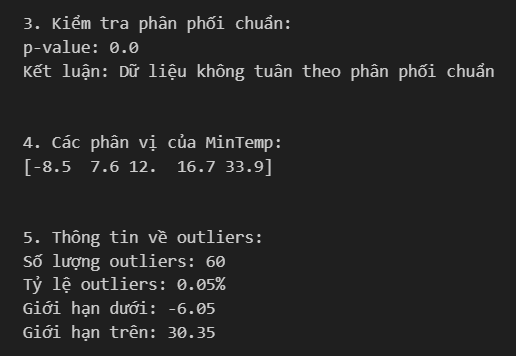 3. Kiểm tra phân phối chuẩn:
p-value: 0.0
Kết luận: Dữ liệu không tuân theo phân phối chuẩn
4. Các phân vị của MinTemp:
[-8.5  7.6 12.  16.7 33.9]
5. Thông tin về outliers:
Số lượng outliers: 60
Tỷ lệ outliers: 0.05%
Giới hạn dưới: -6.05
Giới hạn trên: 30.35